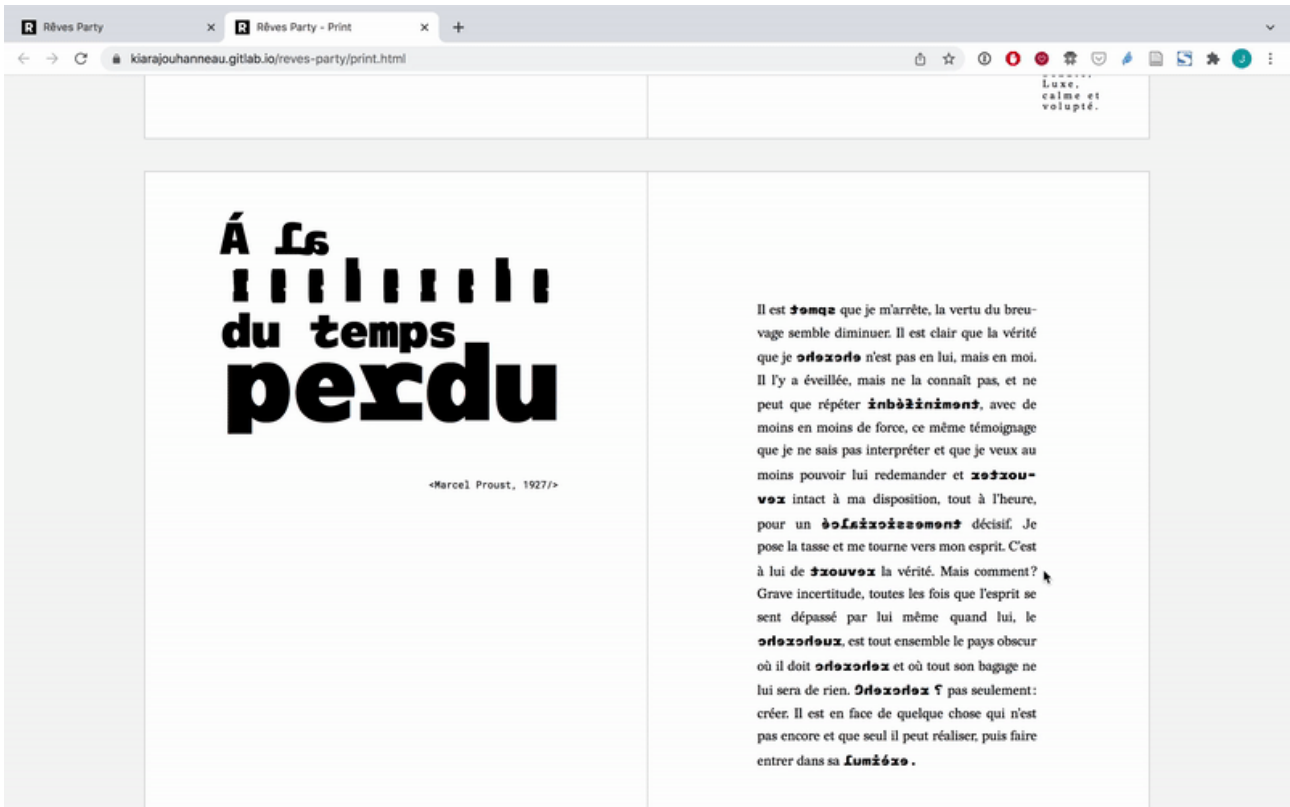 Rêves Party
Rêves Party - Print
kiarajouhanneau.gitlab.io/reves-party/print.html
Luxe,
calme et
volupté.
Á la
recherche
du temps
perdu
<Marcel Proust, 1927/>
Il est temps que je m'arrête, la vertu du breu-
vage semble diminuer. Il est clair que la vérité
que je cherche n'est pas en lui, mais en moi.
Il l'y a éveillée, mais ne la connaît pas, et ne
peut que répéter indéfiniment, avec de
moins en moins de force, ce même témoignage
que je ne sais pas interpréter et que je veux au
moins pouvoir lui redemander et retrou-
ver intact à ma disposition, tout à l'heure,
pour un éclaircissement décisif. Je
pose la tasse et me tourne vers mon esprit. C'est
à lui de trouver la vérité. Mais comment ?
Grave incertitude, toutes les fois que l'esprit se
sent dépassé par lui même quand lui, le
chercheur, est tout ensemble le pays obscur
où il doit chercher et où tout son bagage ne
lui sera de rien. Chercher ? pas seulement :
créer. Il est en face de quelque chose qui n'est
pas encore et que seul il peut réaliser, puis faire
entrer dans sa lumière.